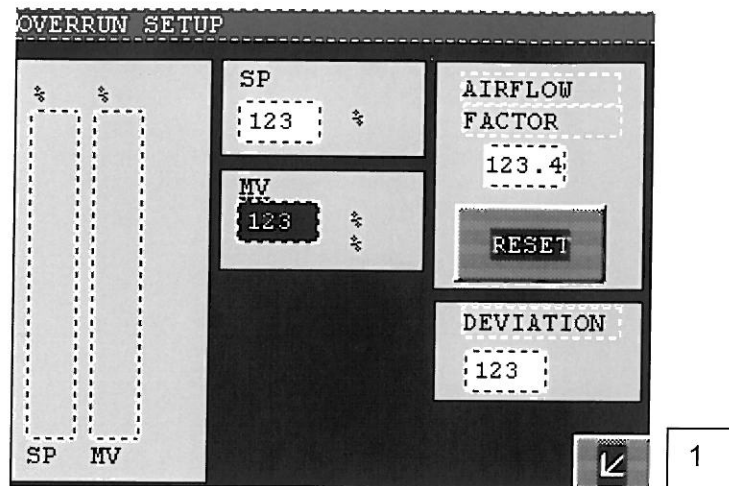 OVERRUN SETUP
% %
SP MV
SP
123 %
MV
123 %
%
AIRFLOW
FACTOR
123.4
RESET
DEVIATION
123
1